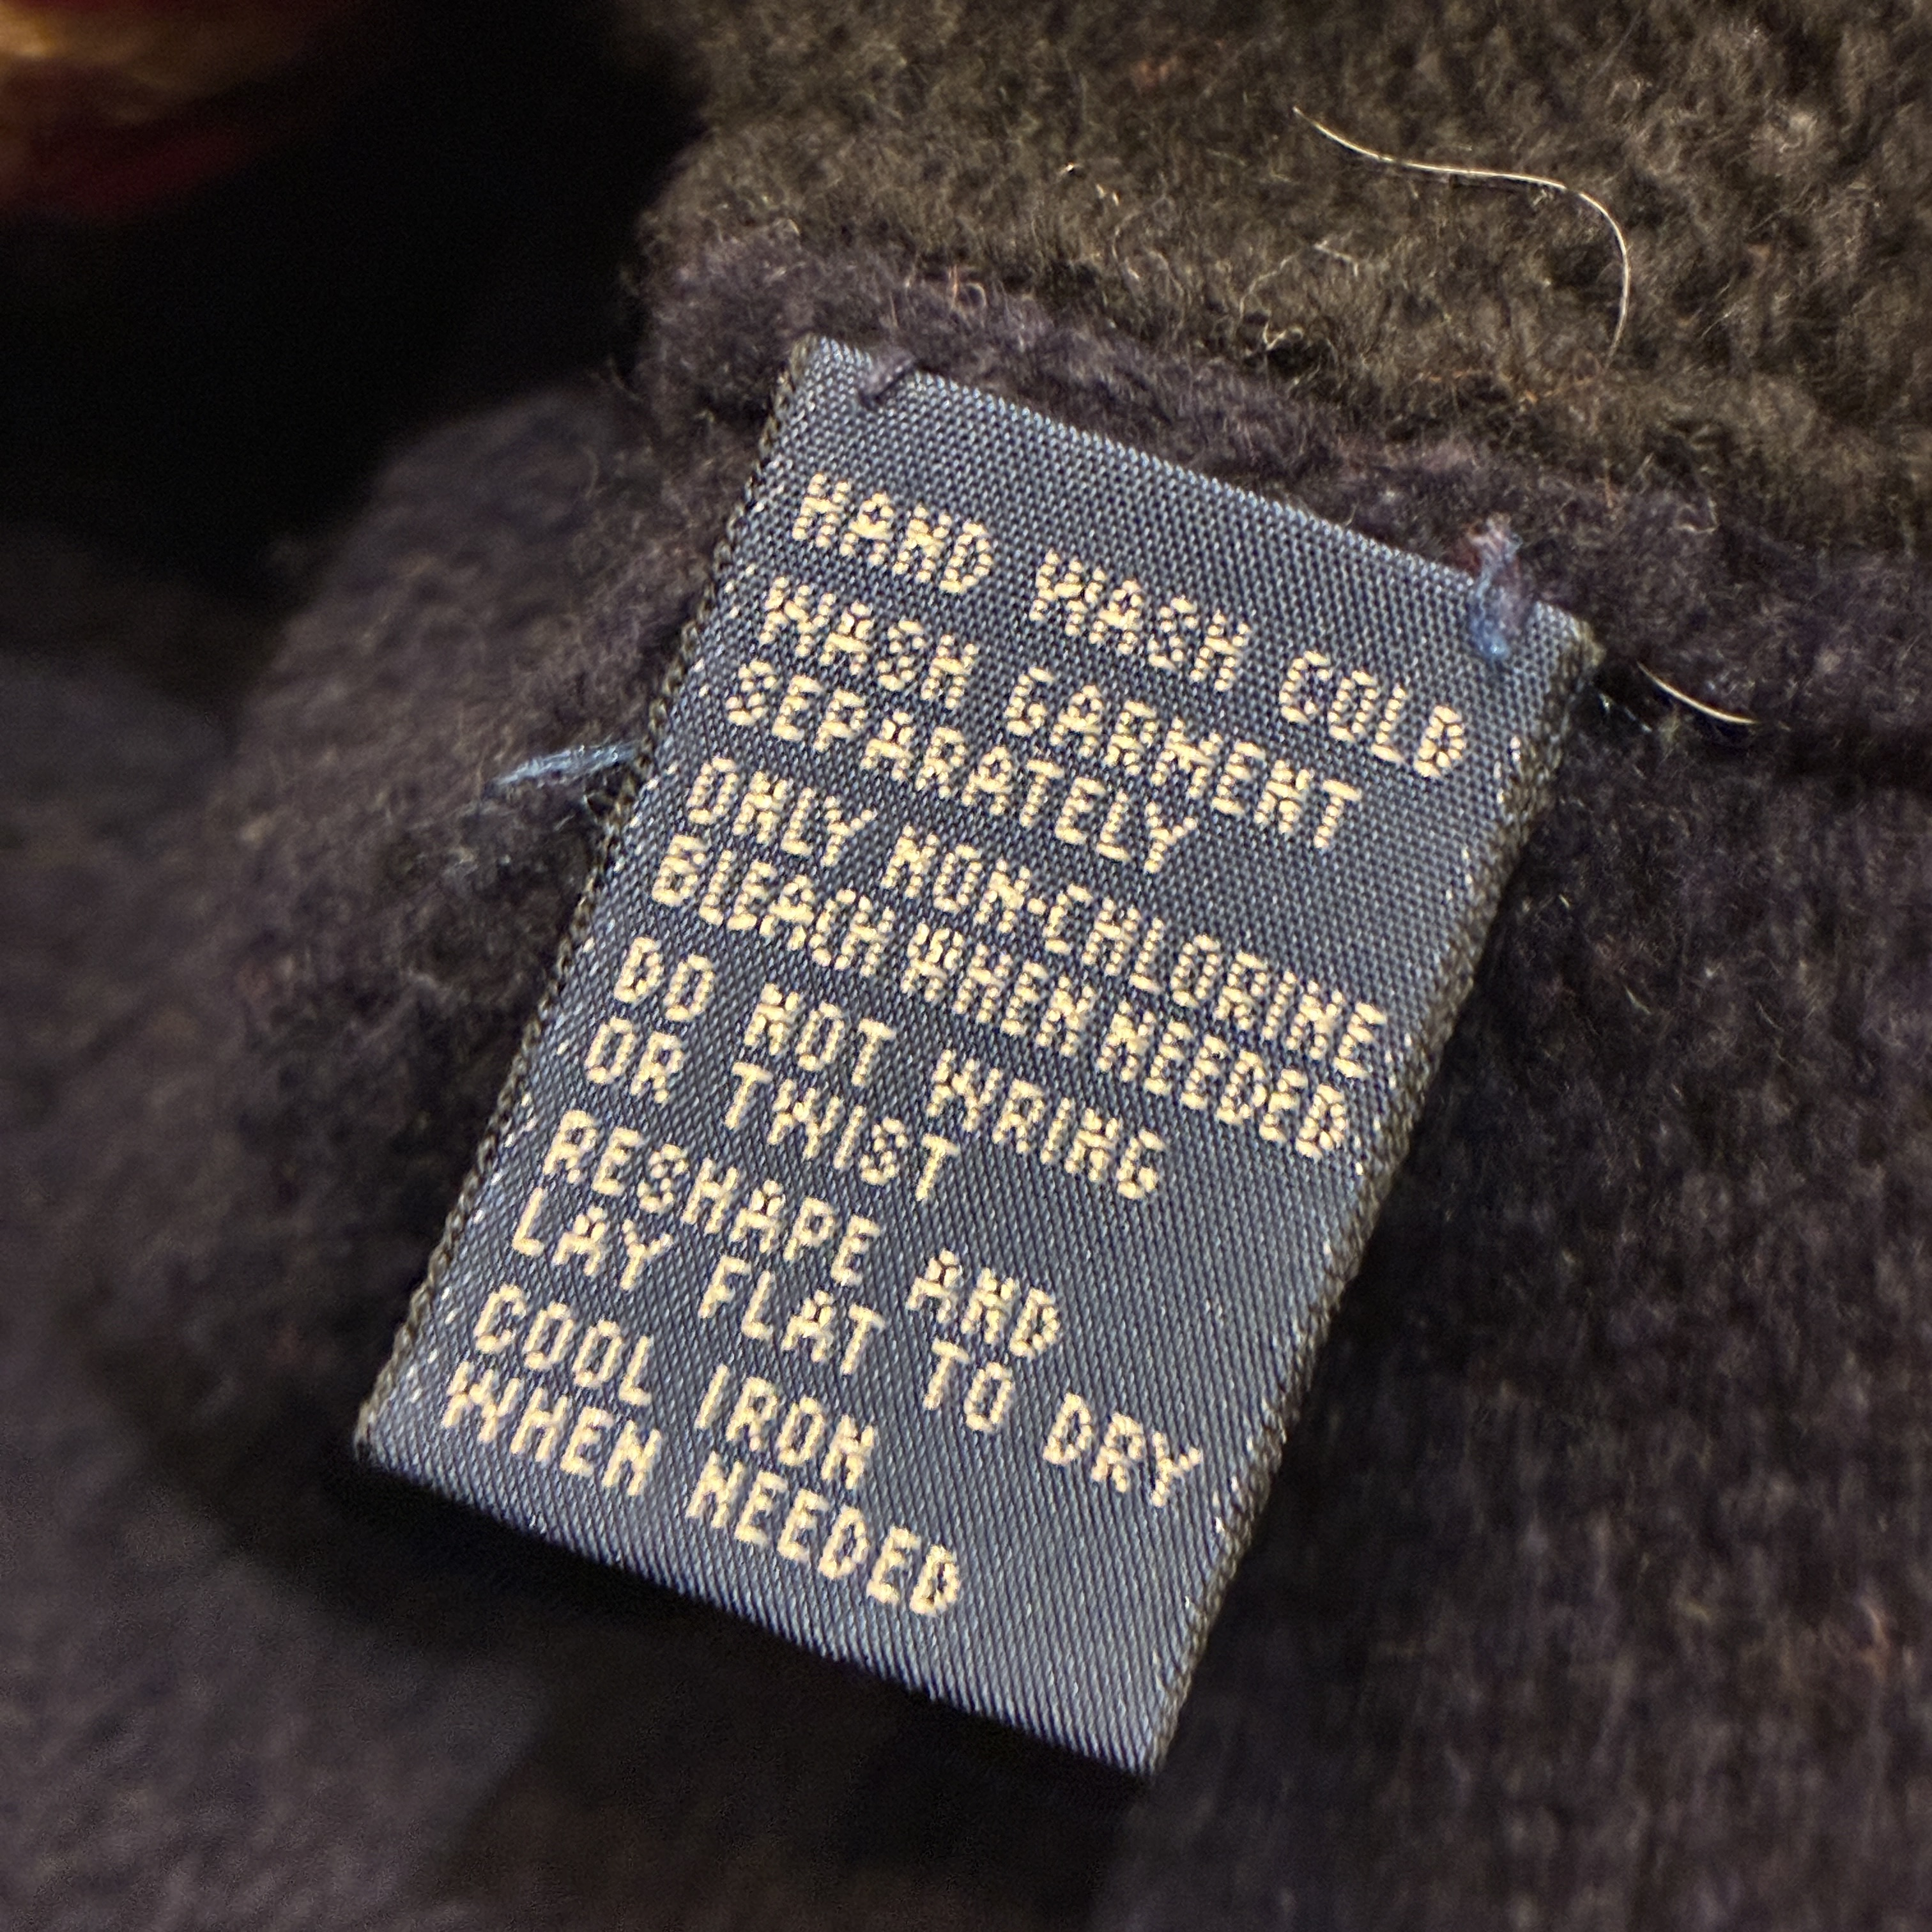 HAND WASH COLD
WASH GARMENT
SEPARATELY
ONLY NON-CHLORINE
BLEACH WHEN NEEDED
DO NOT WRING
OR TWIST
RESHAPE AND
LAY FLAT TO DRY
COOL IRON
WHEN NEEDED